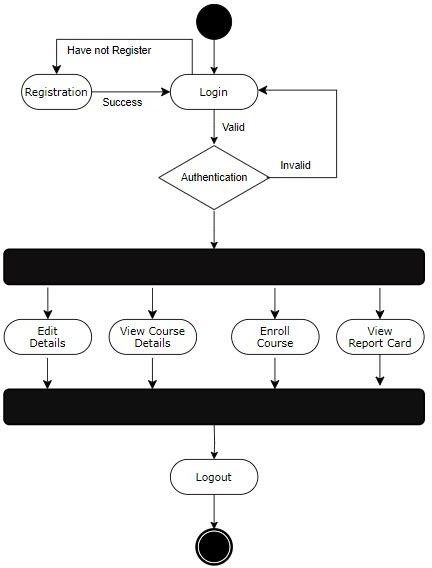 Have not Register
Registration
Success
Login
Valid
Authentication
Invalid
Edit
Details
View Course
Details
Enroll
Course
View
Report Card
Logout